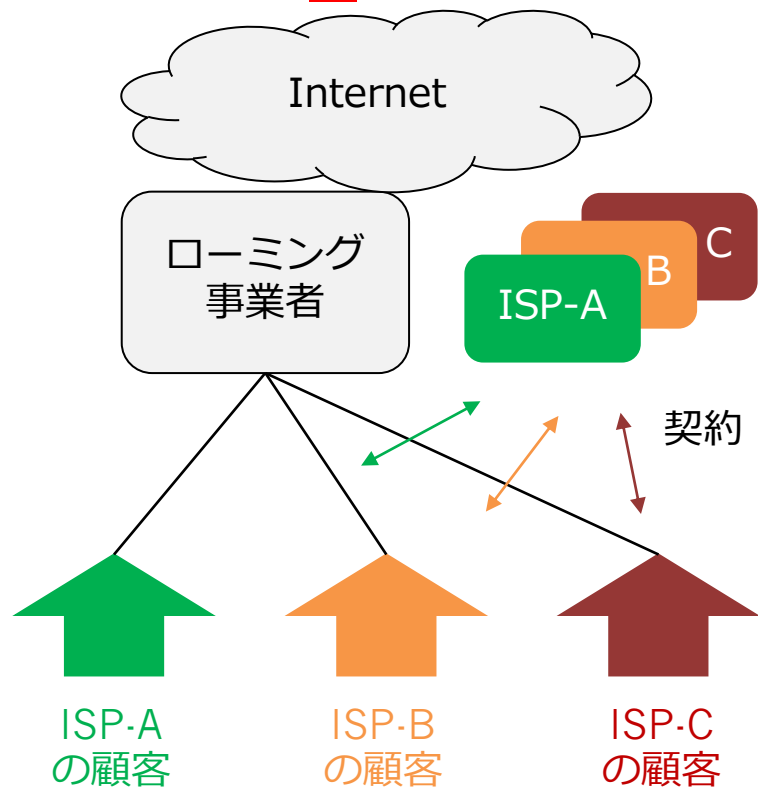 Internet
ローミング
事業者
C
B
ISP-A
契約
ISP-A
の顧客
ISP-B
の顧客
ISP-C
の顧客